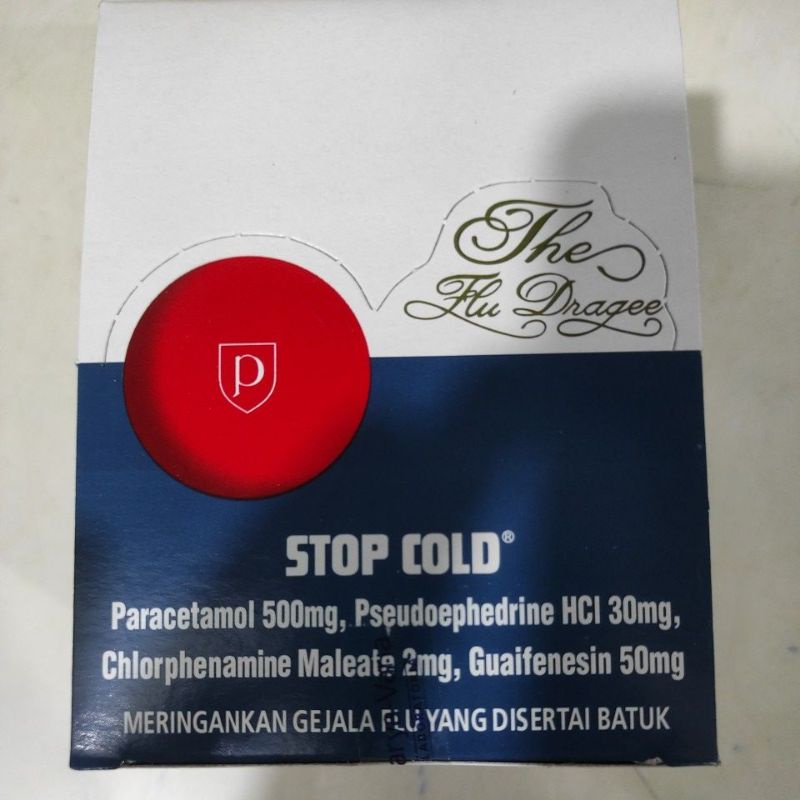 The
Flu Dragee
p
STOP COLD®
Paracetamol 500mg, Pseudoephedrine HCl 30mg,
Chlorphenamine Maleate 2mg, Guaifenesin 50mg
MERINGANKAN GEJALA FLU YANG DISERTAI BATUK